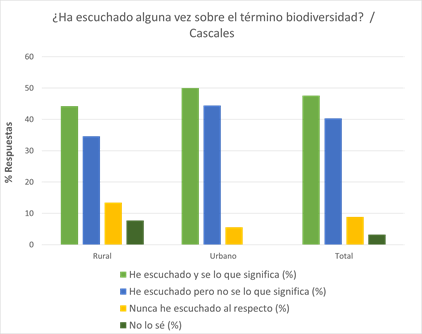 ¿Ha escuchado alguna vez sobre el término biodiversidad? /
Cascales
% Respuestas
60
50
40
30
20
10
0
Rural
Urbano
Total
He escuchado y se lo que significa (%)
He escuchado pero no se lo que significa (%)
Nunca he escuchado al respecto (%)
No lo sé (%)